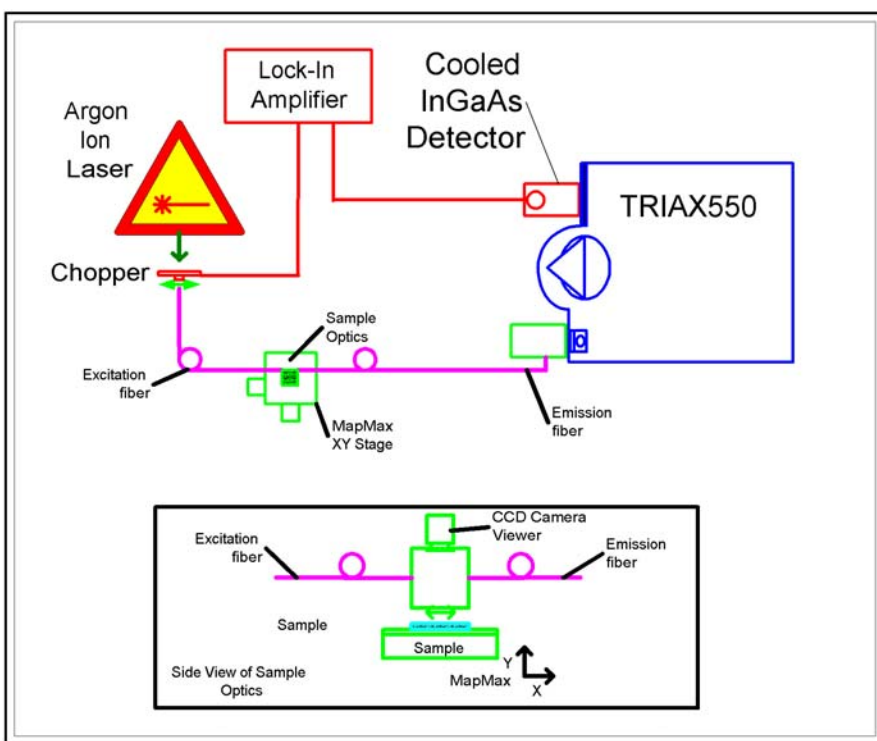 Argon
Ion
Laser
Lock-In
Amplifier
Cooled
InGaAs
Detector
TRIAX550
Chopper
Sample
Optics
Excitation
fiber
MapMax
XY Stage
Emission
fiber
CCD Camera
Viewer
Excitation
fiber
Emission
fiber
Sample
Sample
Side View of Sample
Optics
Y
MapMax
X